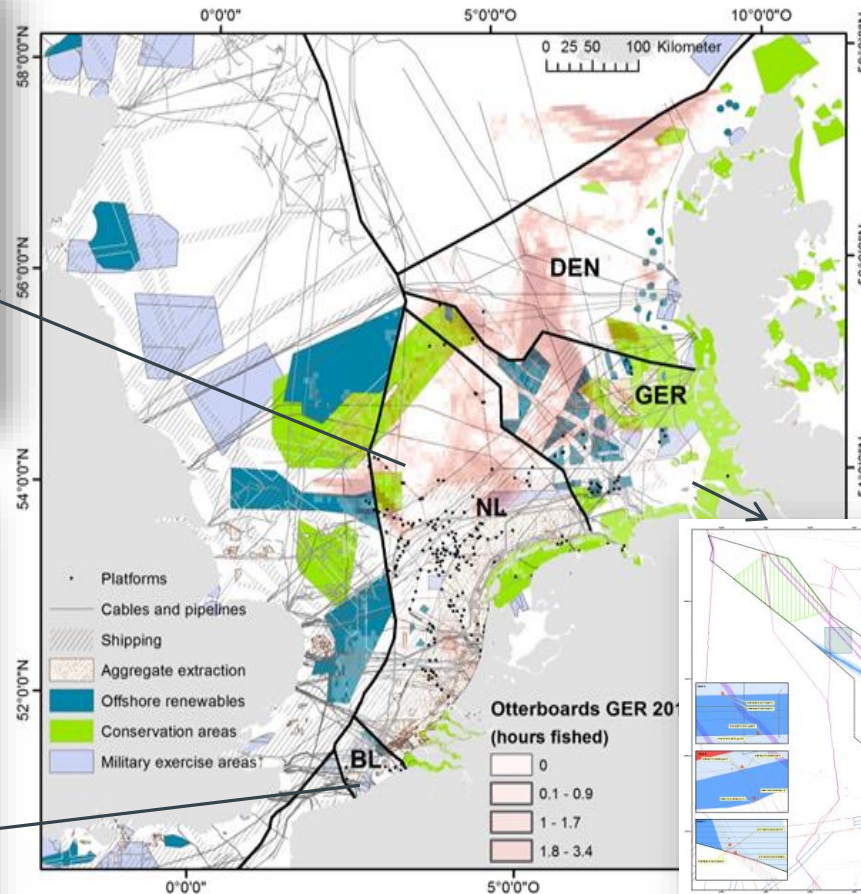 0°0'0" 5°0'0"E 10°0'0"E
0 25 50 100 Kilometer
58°0'0"N
56°0'0"N
54°0'0"N
52°0'0"N
DEN
GER
NL
BL
Platforms
Cables and pipelines
Shipping
Aggregate extraction
Offshore renewables
Conservation areas
Military exercise areas
Otterboards GER 201
(hours fished)
0
0.1 - 0.9
1 - 1.7
1.8 - 3.4
0°0'0" 5°0'0"E